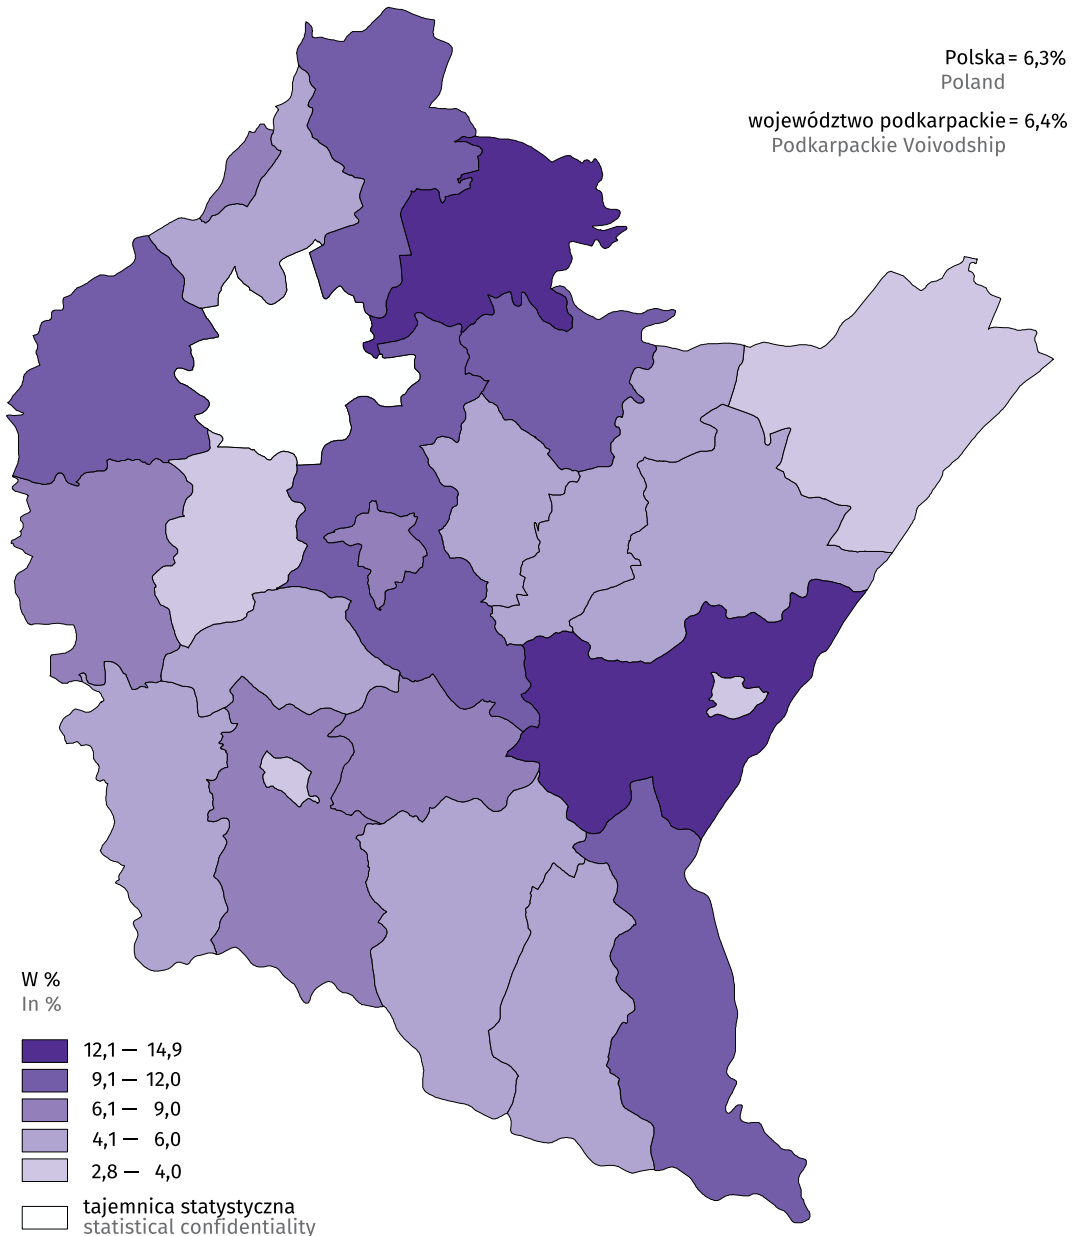 Polska = 6,3%
Poland
województwo podkarpackie = 6,4%
Podkarpackie Voivodship
W %
In %
12,1 — 14,9
9,1 — 12,0
6,1 — 9,0
4,1 — 6,0
2,8 — 4,0
tajemnica statystyczna
statistical confidentiality